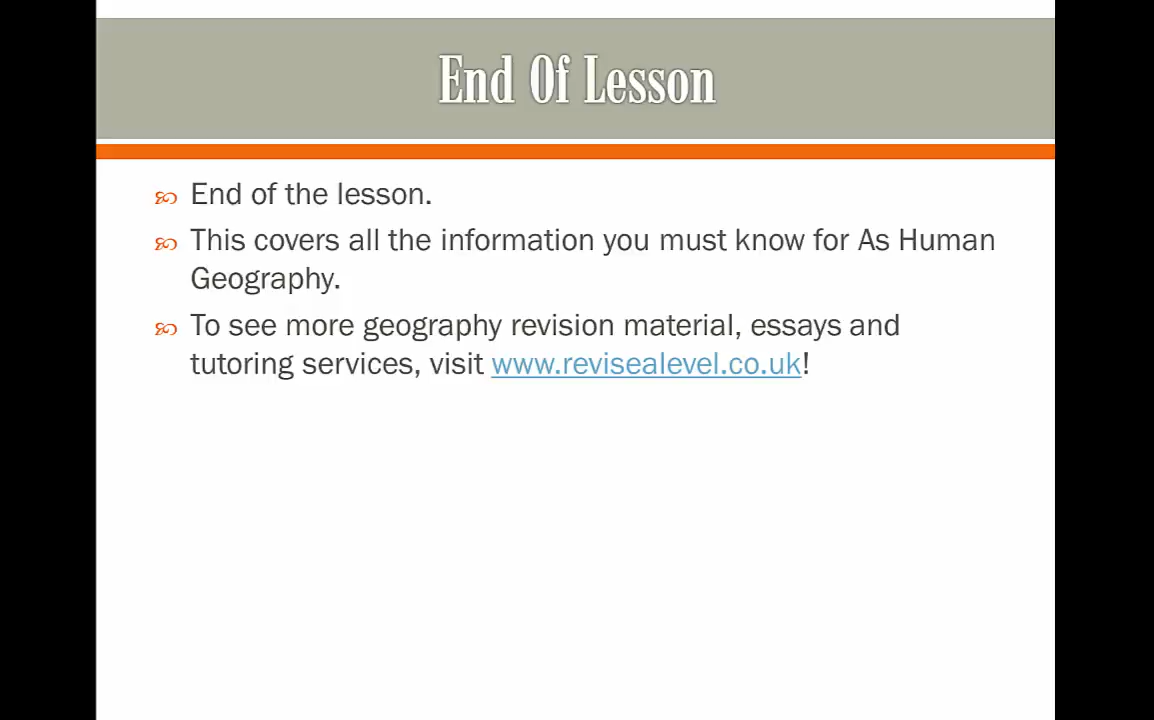 End Of Lesson
End of the lesson.
This covers all the information you must know for As Human
Geography.
To see more geography revision material, essays and
tutoring services, visit www.revisealevel.co.uk!